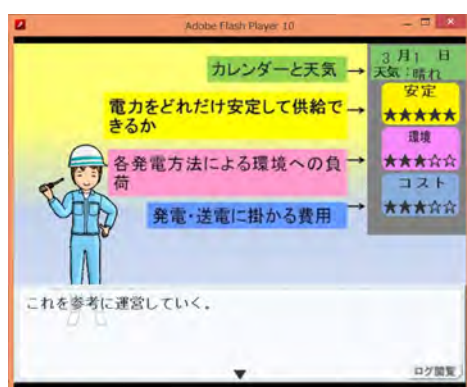 Adobe Flash Player 10
カレンダーと天気
3月1 日
天気:晴れ
電力をどれだけ安定して供給で
きるか
安定
★★★★★
各発電方法による環境への負
荷
環境
★★★☆☆
発電・送電に掛かる費用
コスト
★★★☆☆
これを参考に運営していく。
ログ閲覧